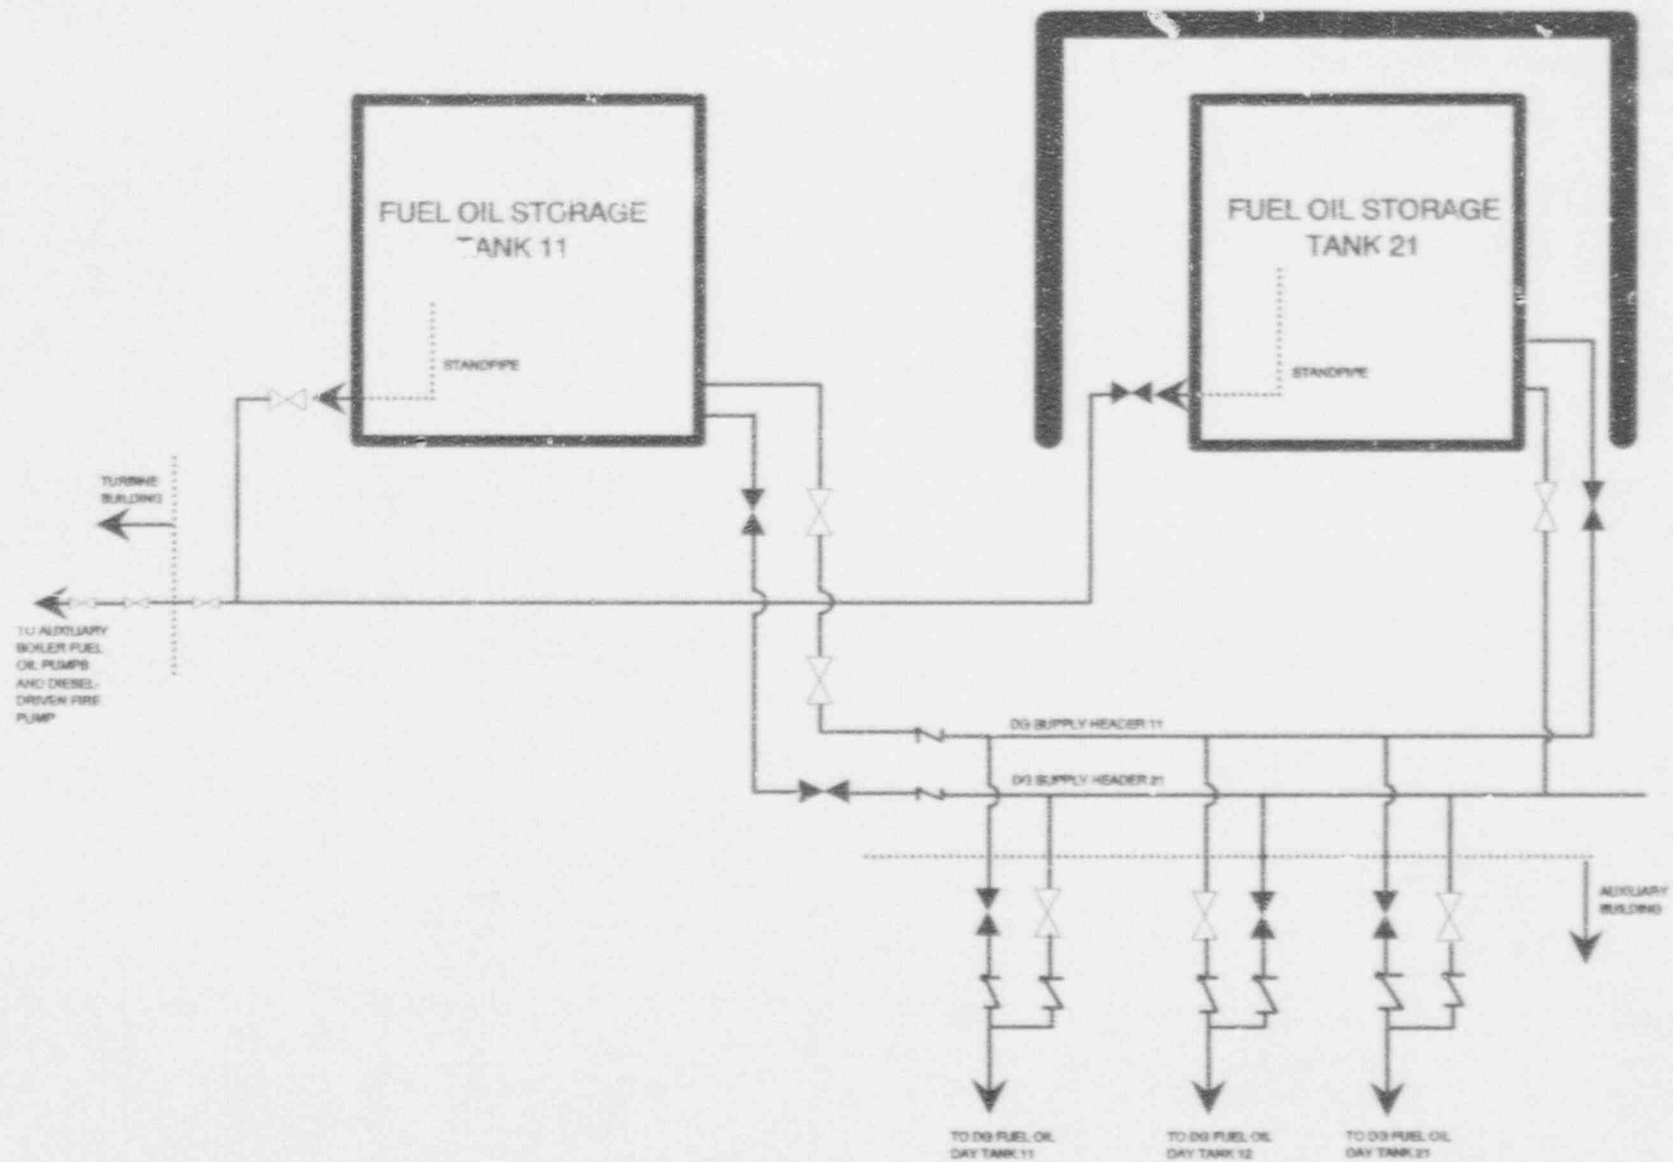 FUEL OIL STORAGE
TANK 11
STANDPIPE
FUEL OIL STORAGE
TANK 21
STANDPIPE
TURBINE
BUILDING
TO AUXILIARY
BOILER FUEL
OIL PUMPS
AND DIESEL-
DRIVEN FIRE
PUMP
DG SUPPLY HEADER 11
DG SUPPLY HEADER 21
AUXILIARY
BUILDING
TO DG FUEL OIL
DAY TANK 11
TO DG FUEL OIL
DAY TANK 12
TO DG FUEL OIL
DAY TANK 21